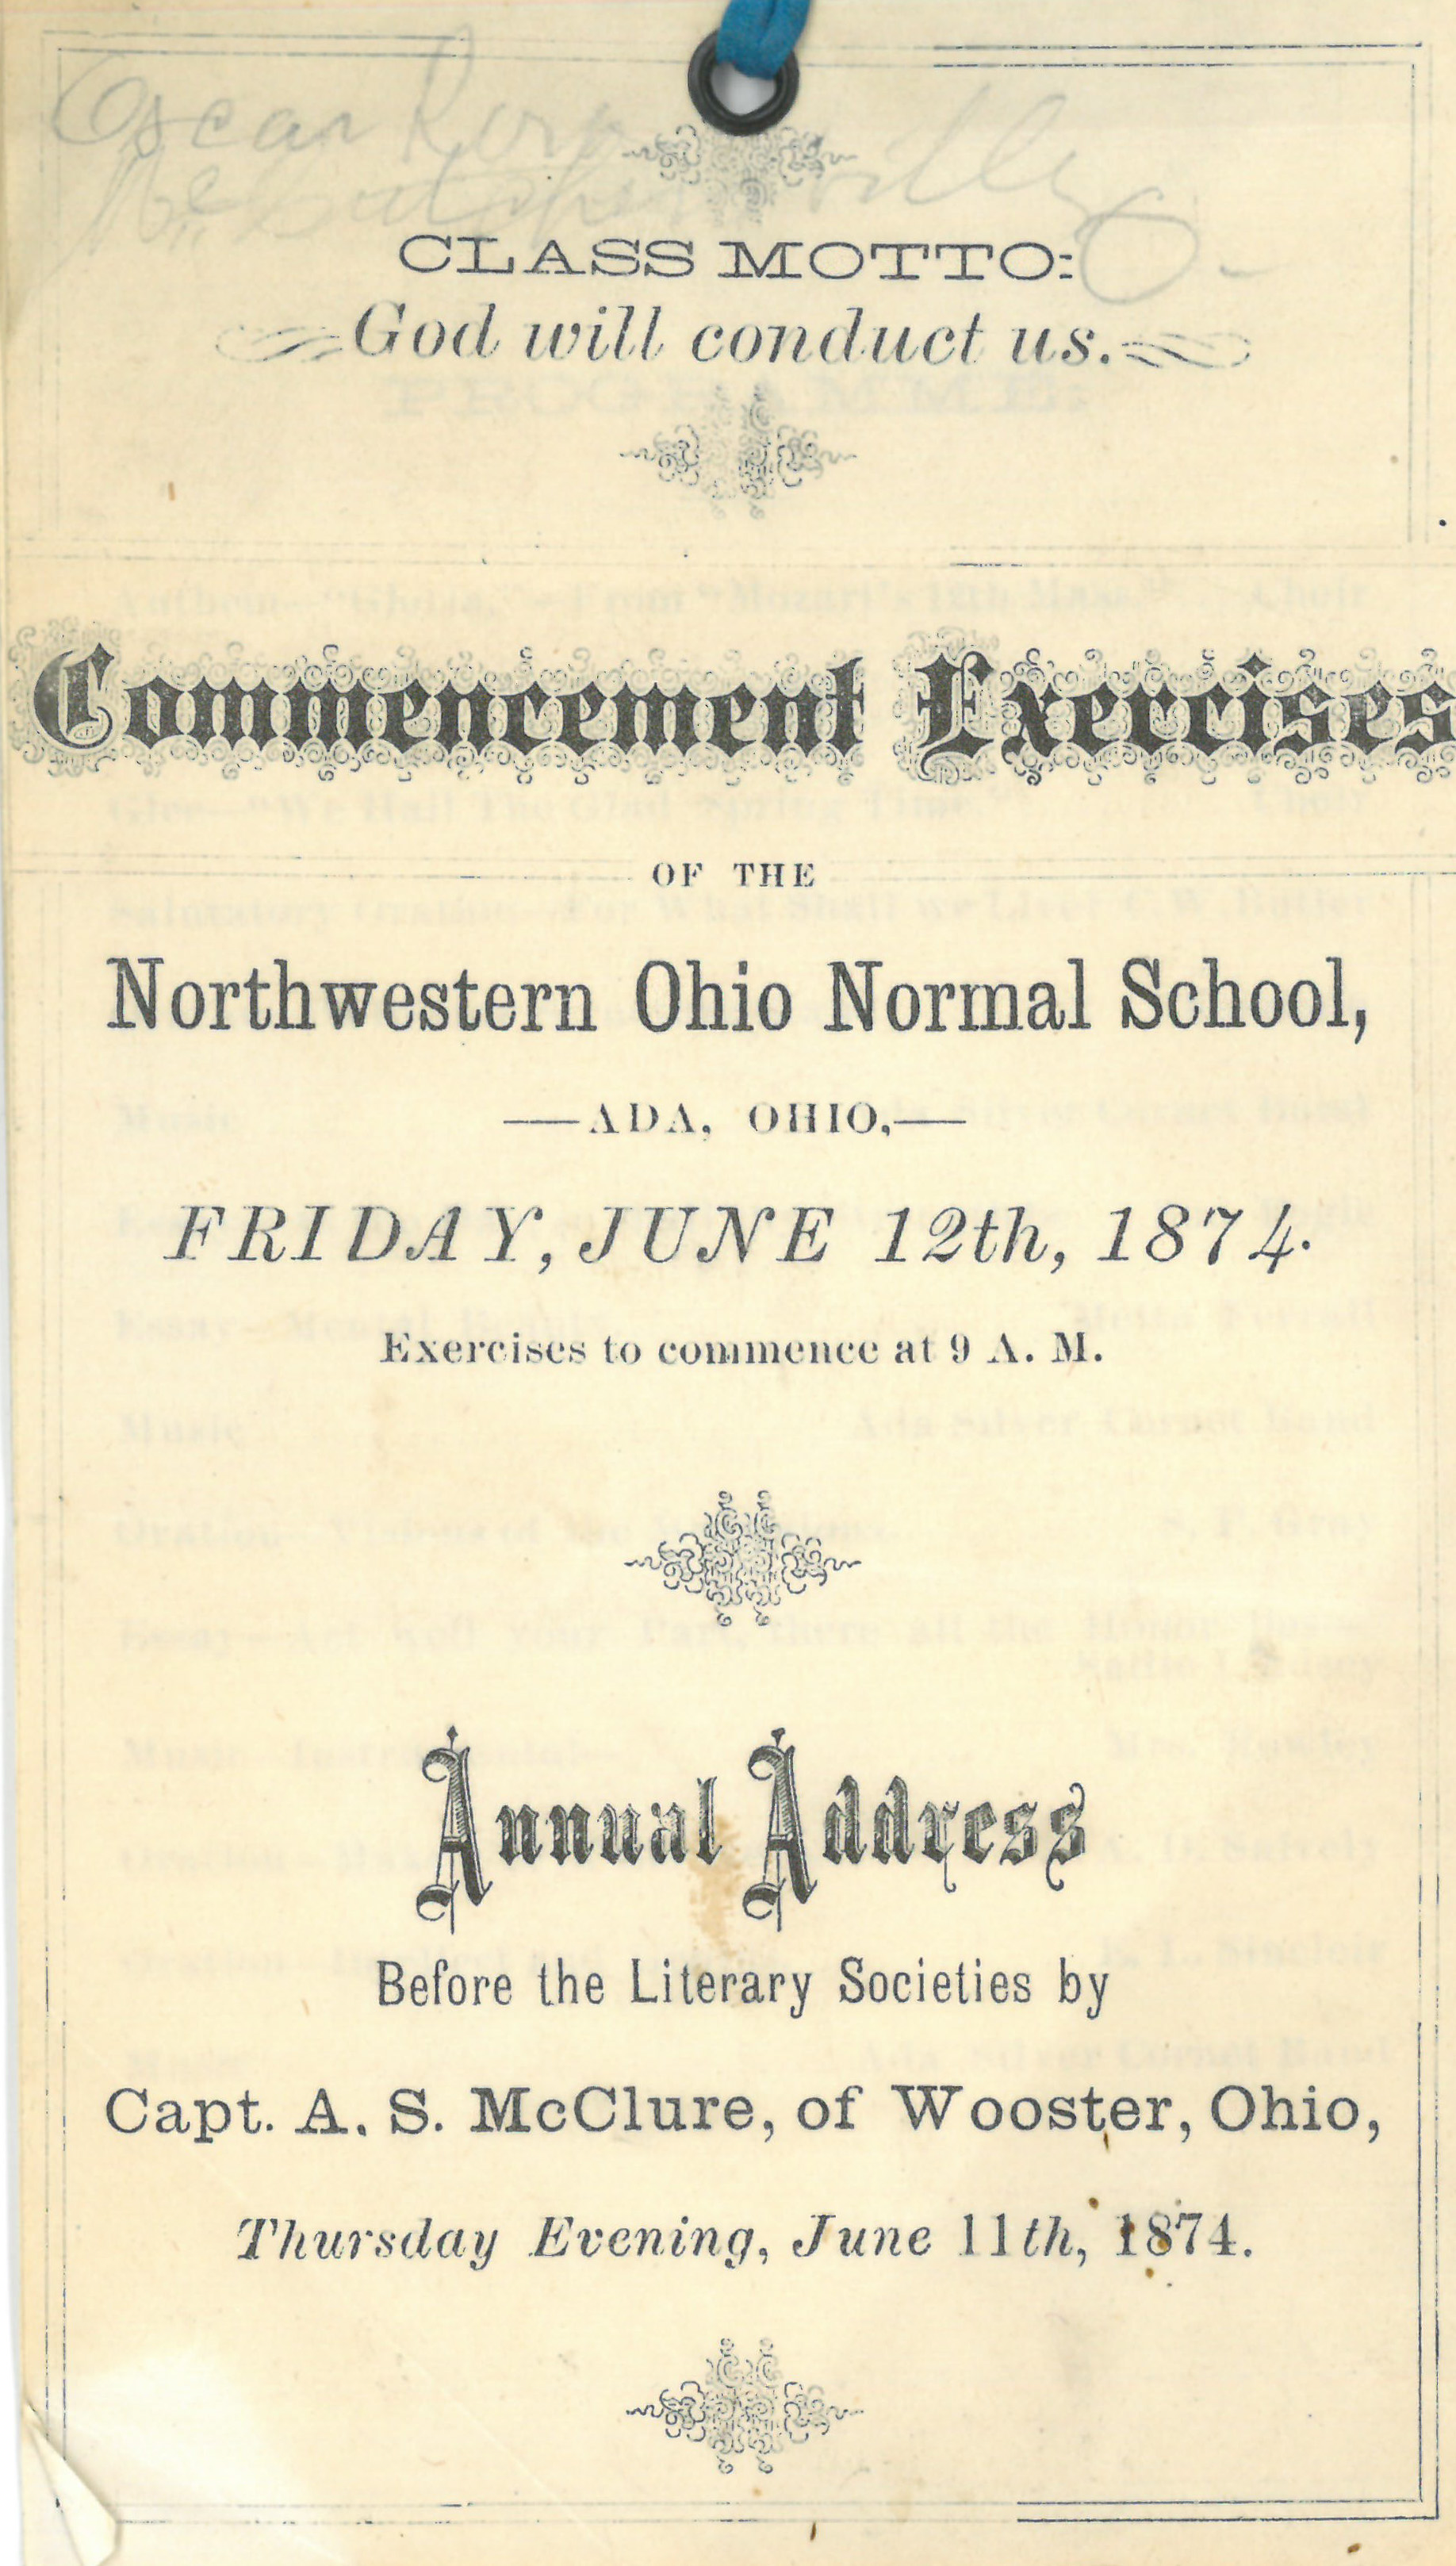 Oscar
CLASS MOTTO:
God will conduct us.
PROGRAMME.
Commencement Exercises
OF THE
Northwestern Ohio Normal School,
—ADA, OHIO,—
FRIDAY, JUNE 12th, 1874.
Exercises to commence at 9 A. M.
Annual Address
Before the Literary Societies by
Capt. A. S. McClure, of Wooster, Ohio,
Thursday Evening, June 11th, 1874.